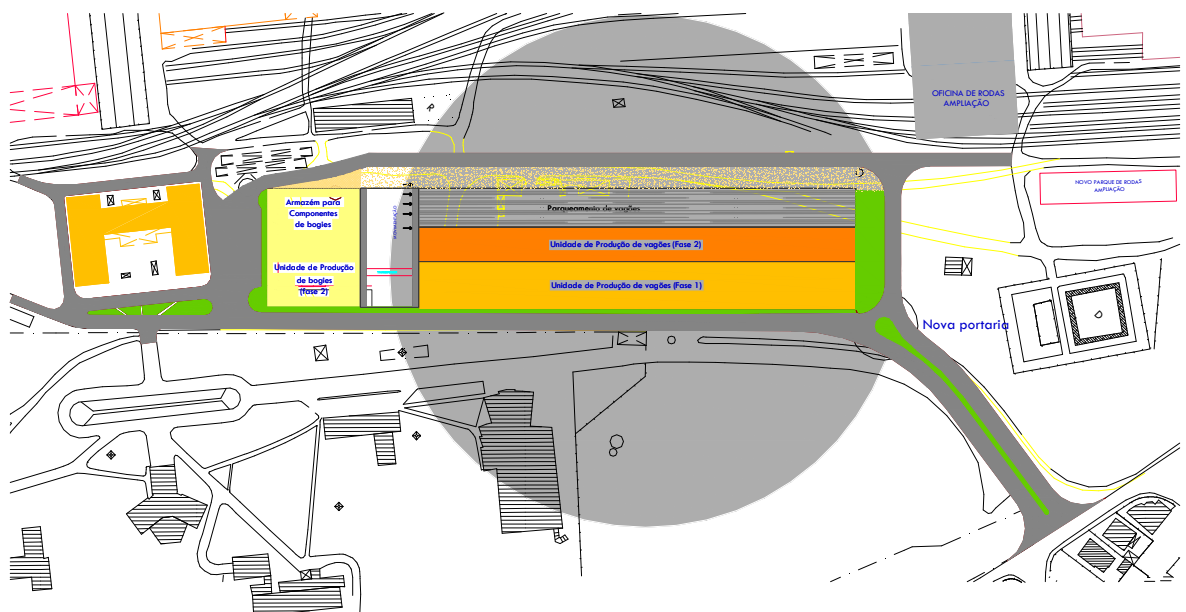 OFICINA DE RODAS
AMPLIAÇÃO
NOVO PARQUE DE RODAS
AMPLIAÇÃO
Armazém para
Componentes
de bogies
Parqueamento de vagões
Unidade de Produção de vagões (Fase 2)
Unidade de Produção
de bogies
(fase 2)
Unidade de Produção de vagões (Fase 1)
Nova portaria